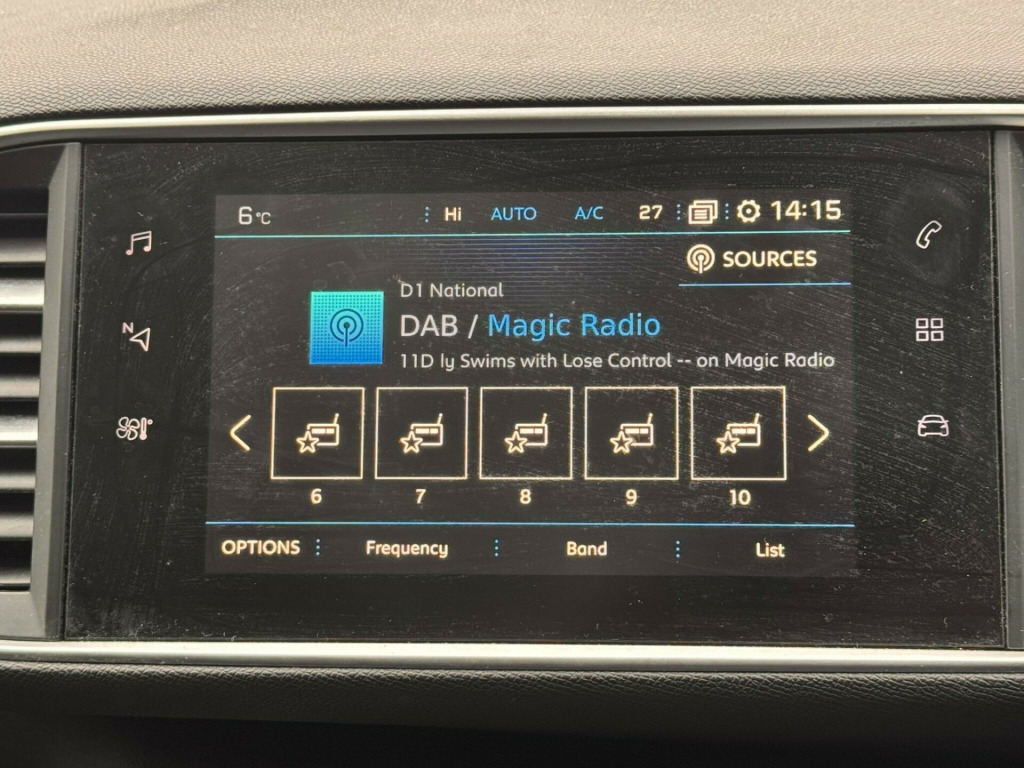 6°C Hi AUTO A/C 27 14:15
SOURCES
D1 National
DAB / Magic Radio
11D ly Swims with Lose Control -- on Magic Radio
N
6 7 8 9 10
OPTIONS Frequency Band List